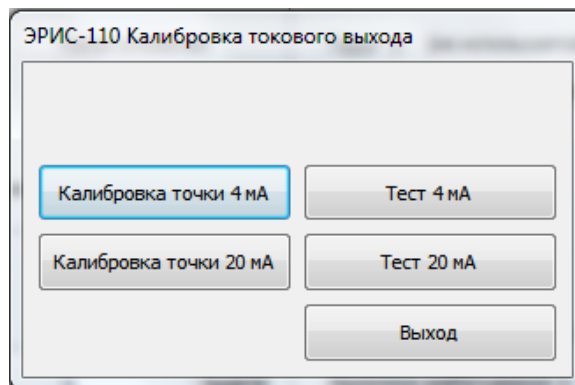 ЭРИС-110 Калибровка токового выхода
Калибровка точки 4 мА
Тест 4 мА
Калибровка точки 20 мА
Тест 20 мА
Выход